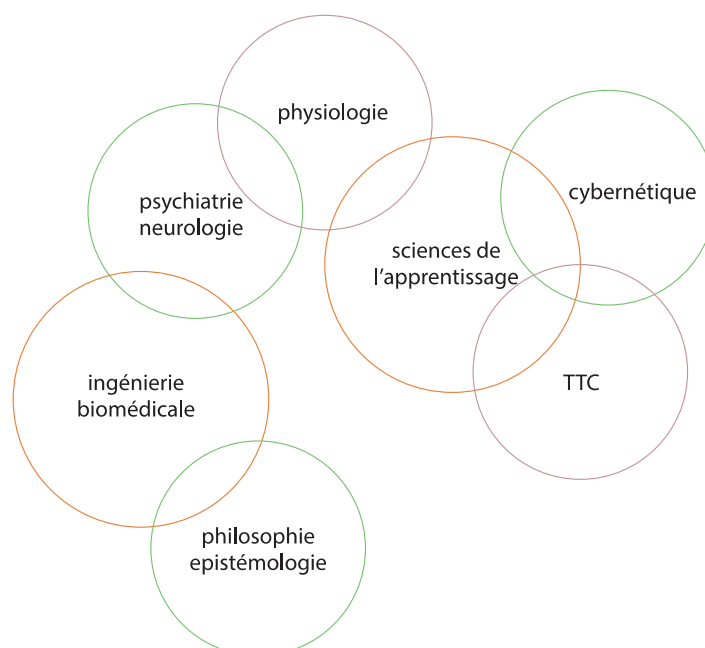 physiologie
cybernétique
psychiatrie
neurologie
sciences de
l'apprentissage
ingénierie
biomédicale
TTC
philosophie
epistémologie